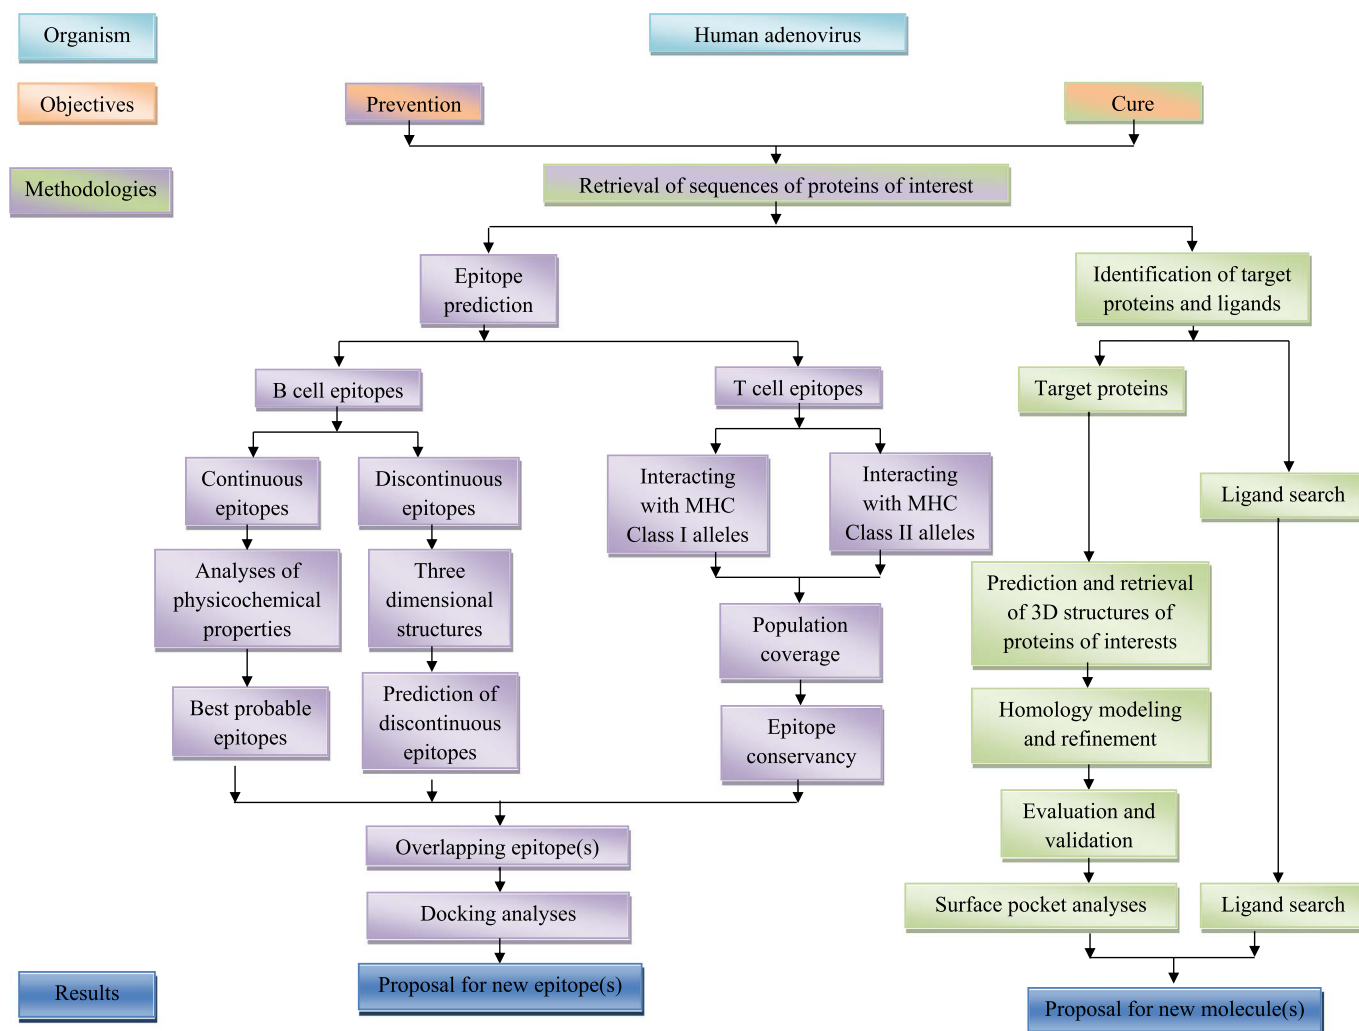 Organism
Human adenovirus
Objectives
Prevention
Cure
Methodologies
Retrieval of sequences of proteins of interest
Epitope
prediction
Identification of target
proteins and ligands
B cell epitopes
T cell epitopes
Target proteins
Continuous
epitopes
Discontinuous
epitopes
Interacting
with MHC
Class I alleles
Interacting
with MHC
Class II alleles
Ligand search
Analyses of
physicochemical
properties
Three
dimensional
structures
Population
coverage
Prediction and retrieval
of 3D structures of
proteins of interests
Best probable
epitopes
Prediction of
discontinuous
epitopes
Epitope
conservancy
Homology modeling
and refinement
Evaluation and
validation
Overlapping epitope(s)
Docking analyses
Surface pocket analyses
Ligand search
Results
Proposal for new epitope(s)
Proposal for new molecule(s)